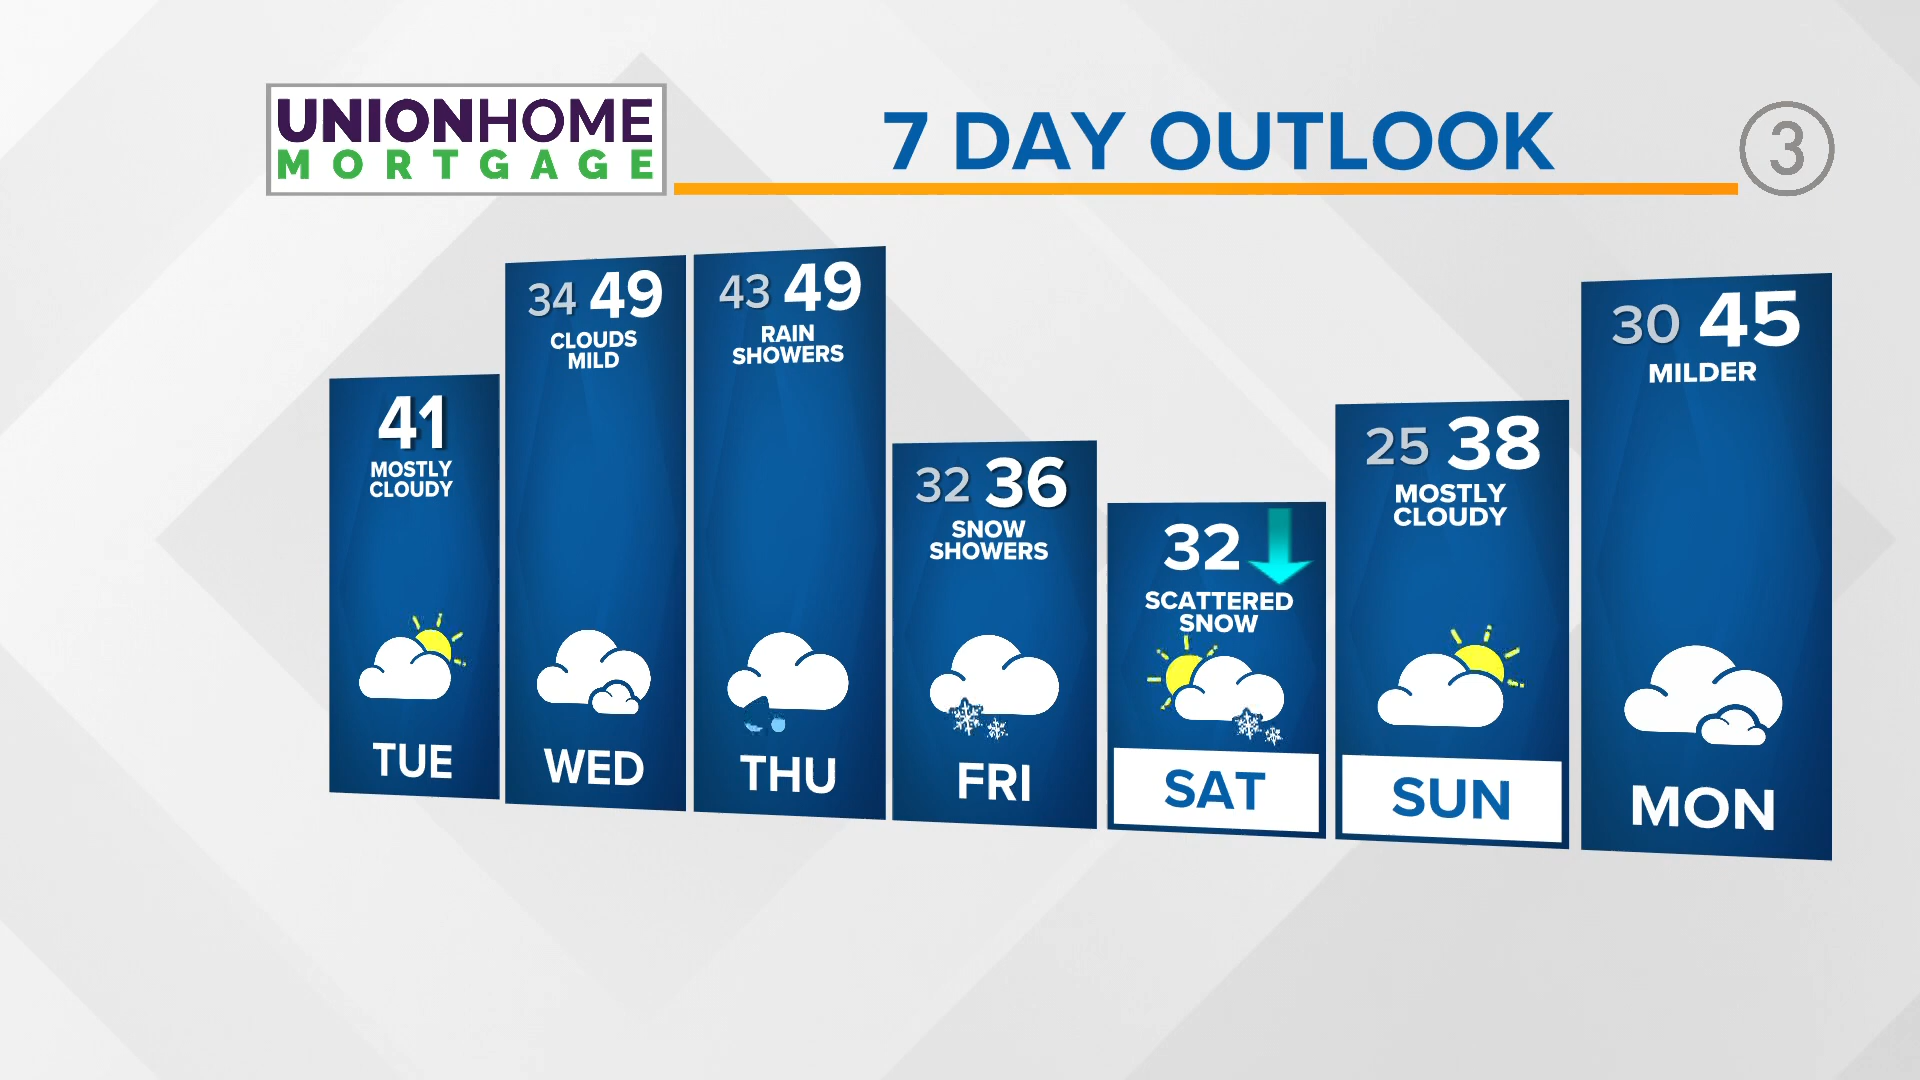 UNIONHOME
MORTGAGE
7 DAY OUTLOOK
3
41
MOSTLY
CLOUDY
TUE
34 49
CLOUDS
MILD
WED
43 49
RAIN
SHOWERS
THU
32 36
SNOW
SHOWERS
FRI
32
SCATTERED
SNOW
SAT
25 38
MOSTLY
CLOUDY
SUN
30 45
MILDER
MON